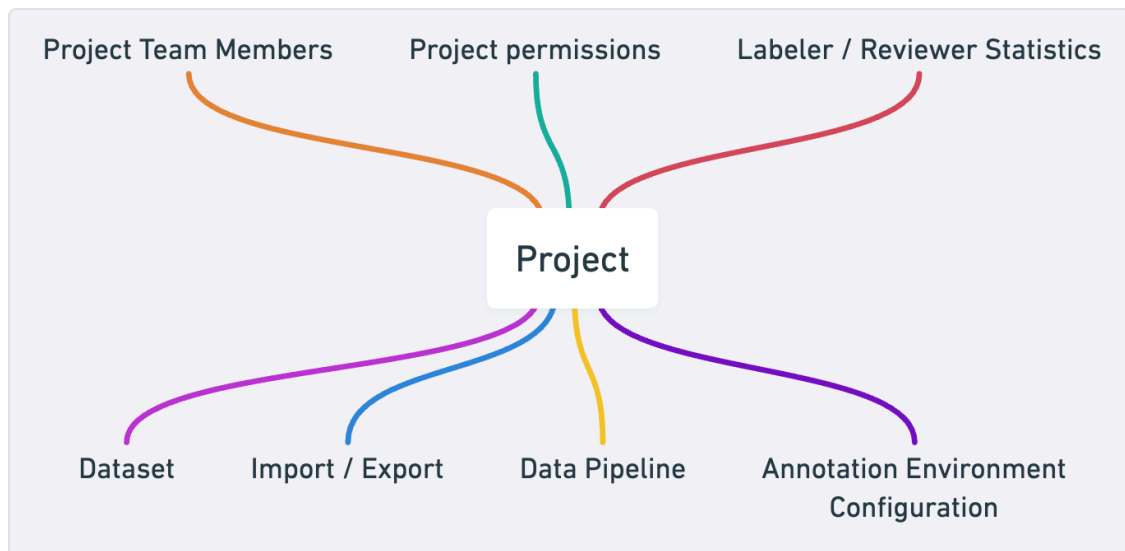 Project Team Members
Project permissions
Labeler / Reviewer Statistics
Project
Dataset
Import / Export
Data Pipeline
Annotation Environment
Configuration